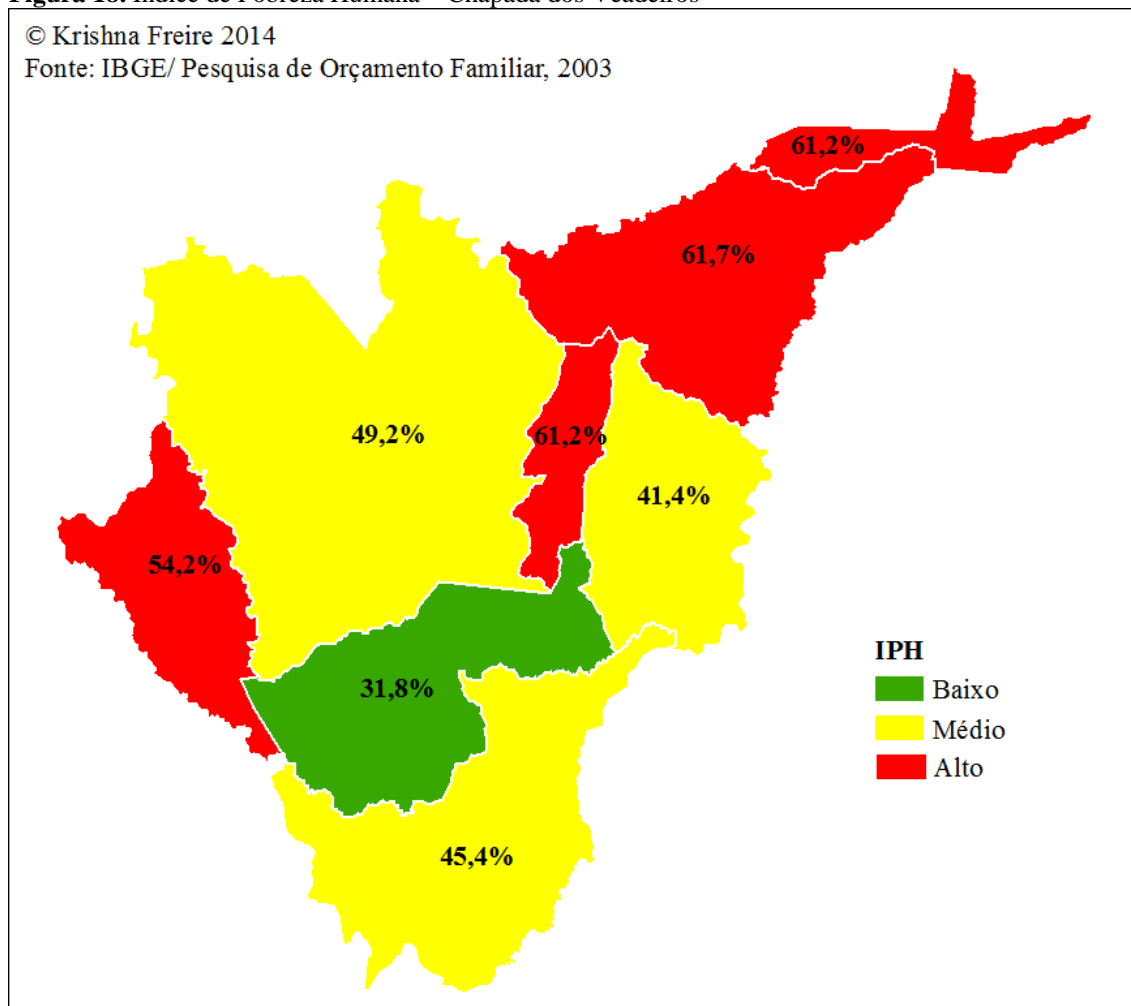 © Krishna Freire 2014
Fonte: IBGE/ Pesquisa de Orçamento Familiar, 2003
61,2%
61,7%
49,2%
61,2%
41,4%
54,2%
31,8%
45,4%
IPH
Baixo
Médio
Alto